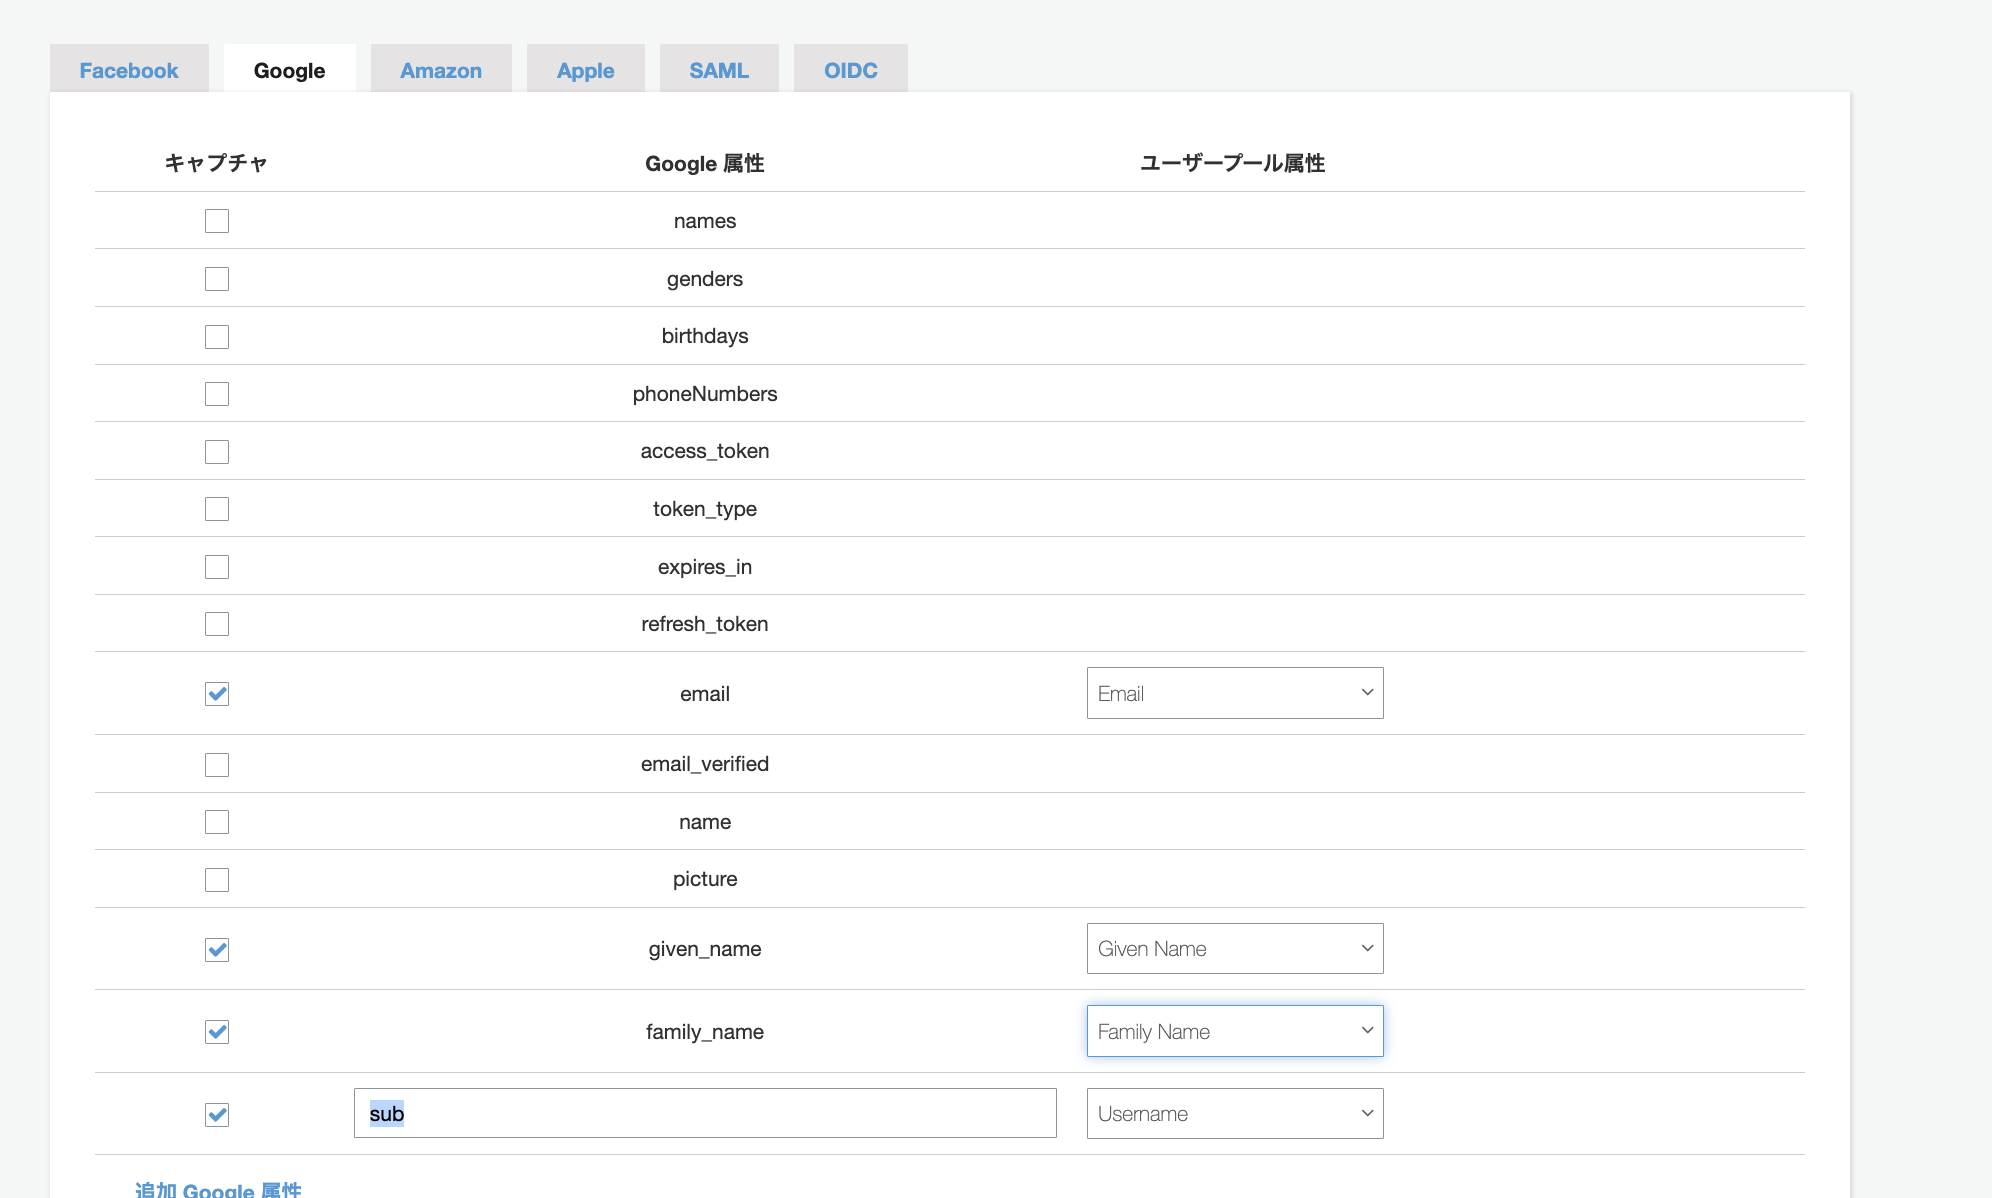 Facebook Google Amazon Apple SAML OIDC
キャプチャ Google 属性 ユーザープール属性
names
genders
birthdays
phoneNumbers
access_token
token_type
expires_in
refresh_token
email Email
email_verified
name
picture
given_name Given Name
family_name Family Name
sub Username
追加 Google 属性